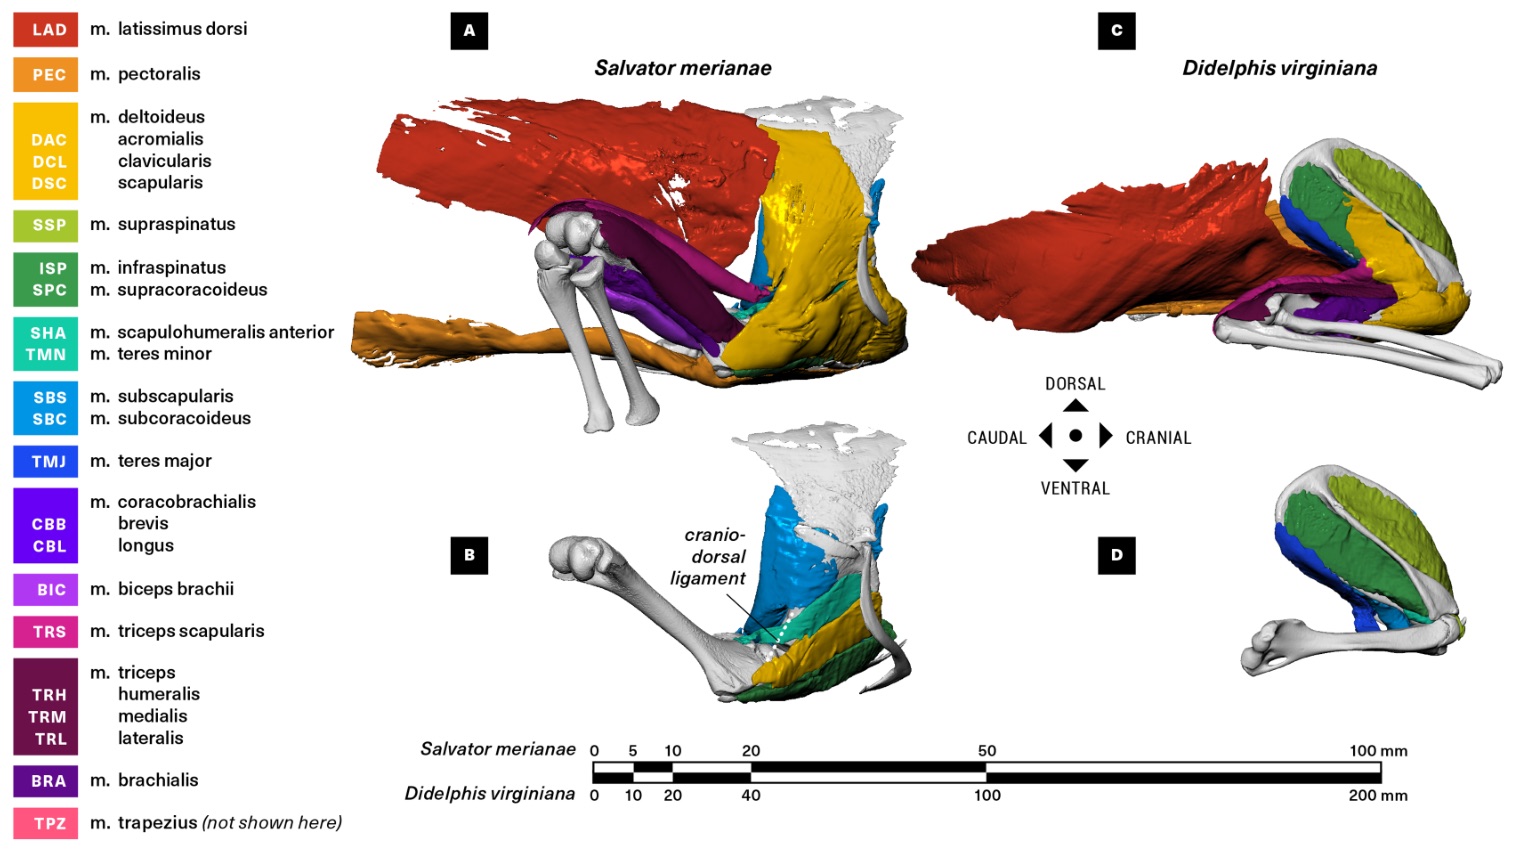 LAD m. latissimus dorsi
PEC m. pectoralis
m. deltoideus
DAC acromialis
DCL clavicularis
DSC scapularis
SSP m. supraspinatus
ISP m. infraspinatus
SPC m. supracoracoideus
SHA m. scapulohumeralis anterior
TMN m. teres minor
SBS m. subscapularis
SBC m. subcoracoideus
TMJ m. teres major
m. coracobrachialis
CBB brevis
CBL longus
BIC m. biceps brachii
TRS m. triceps scapularis
m. triceps
TRH humeralis
TRM medialis
TRL lateralis
BRA m. brachialis
TPZ m. trapezius (not shown here)
A
Salvator merianae
C
Didelphis virginiana
DORSAL
CAUDAL CRANIAL
VENTRAL
B
cranio-
dorsal
ligament
D
Salvator merianae 0 5 10 20 50 100 mm
Didelphis virginiana 0 10 20 40 100 200 mm